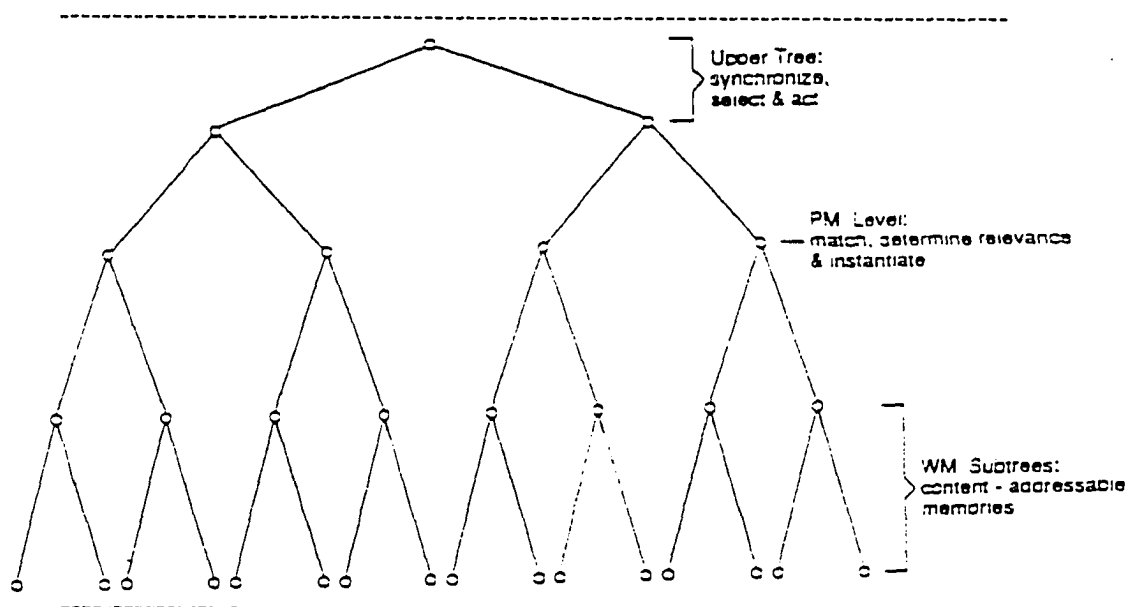 Upper Tree:
synchronize,
select & act
PM Level:
match, determine relevance
& instantiate
WM Subtrees:
content - addressable
memories